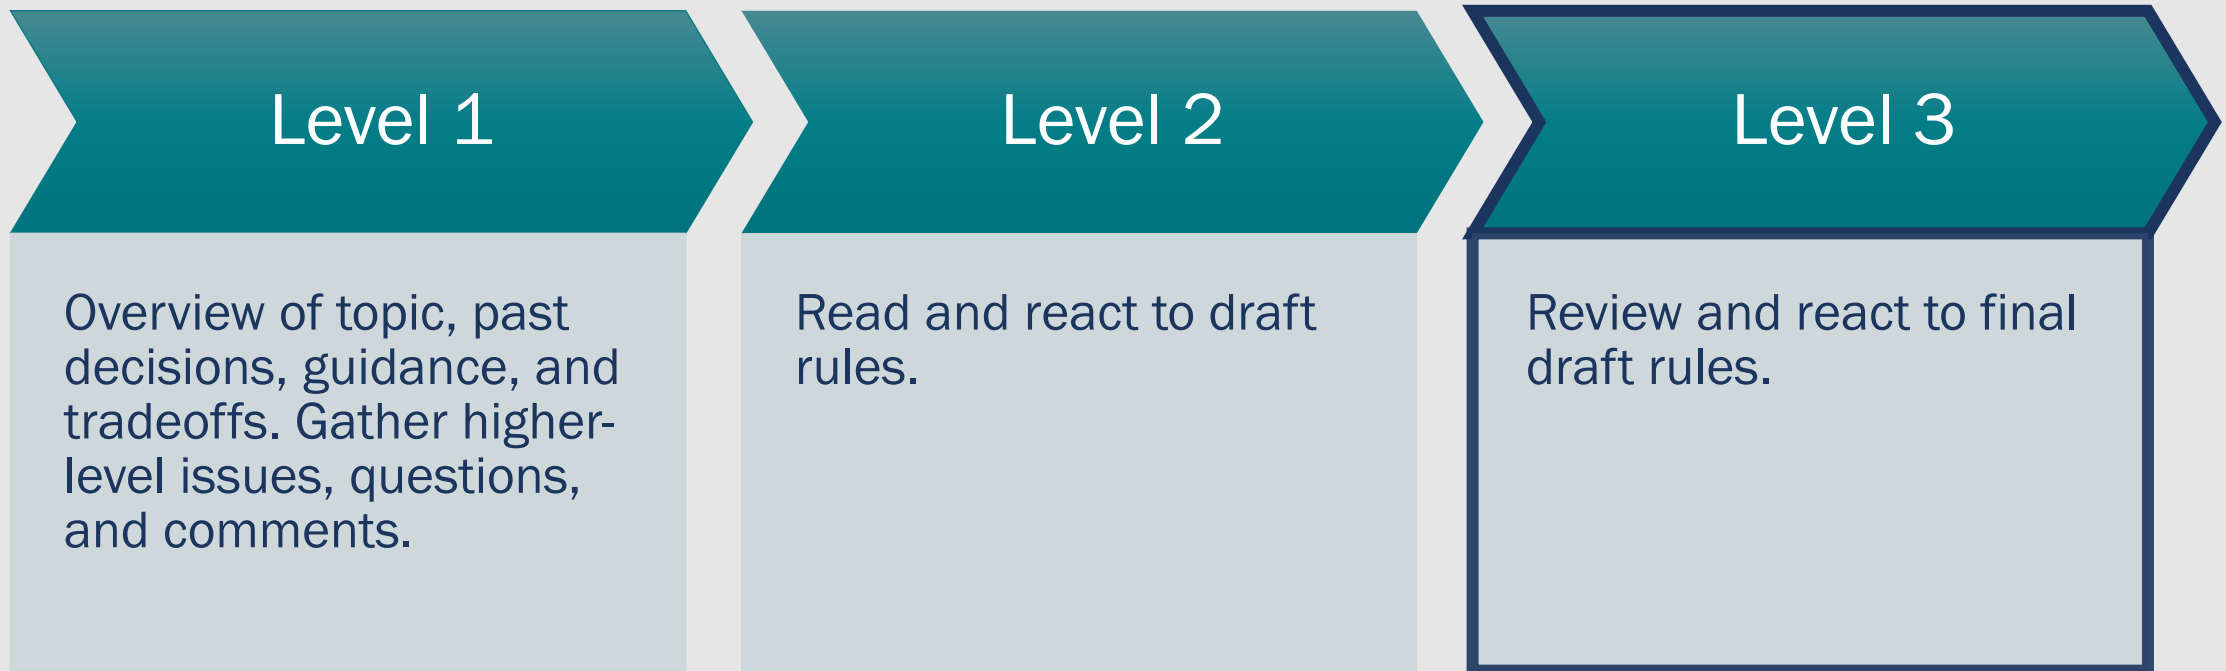 Level 1
Overview of topic, past
decisions, guidance, and
tradeoffs. Gather higher-
level issues, questions,
and comments.
Level 2
Read and react to draft
rules.
Level 3
Review and react to final
draft rules.